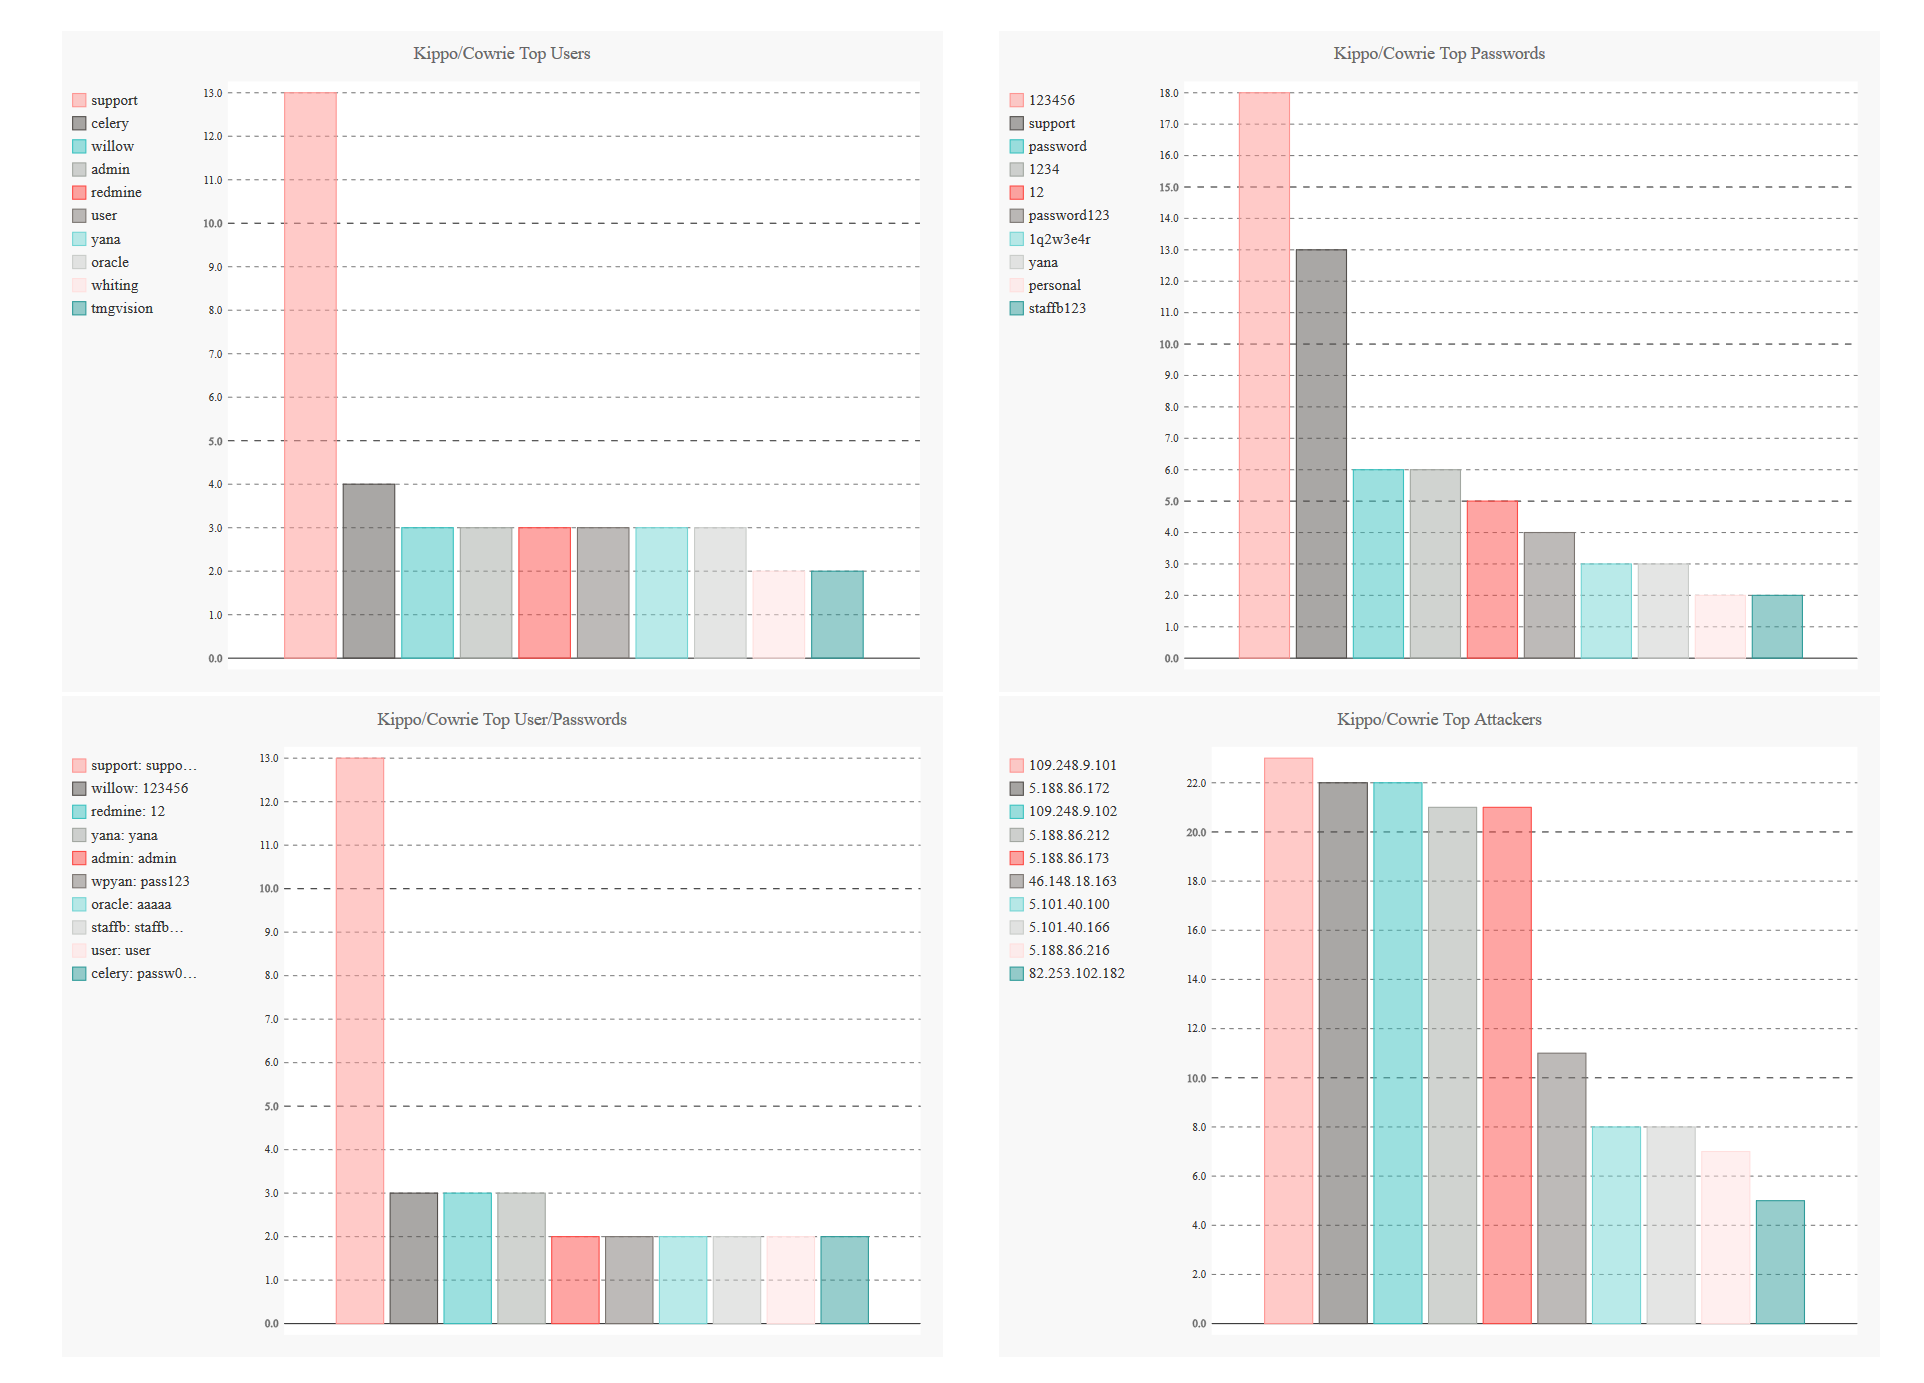 Kippo/Cowrie Top Users
support
celery
willow
admin
redmine
user
yana
oracle
whiting
tmgvision
13.0
12.0
11.0
10.0
9.0
8.0
7.0
6.0
5.0
4.0
3.0
2.0
1.0
0.0
Kippo/Cowrie Top Passwords
123456
support
password
1234
12
password123
1q2w3e4r
yana
personal
staffb123
18.0
17.0
16.0
15.0
14.0
13.0
12.0
11.0
10.0
9.0
8.0
7.0
6.0
5.0
4.0
3.0
2.0
1.0
0.0
Kippo/Cowrie Top User/Passwords
support: suppo…
willow: 123456
redmine: 12
yana: yana
admin: admin
wpyan: pass123
oracle: aaaaa
staffb: staffb…
user: user
celery: passw0…
13.0
12.0
11.0
10.0
9.0
8.0
7.0
6.0
5.0
4.0
3.0
2.0
1.0
0.0
Kippo/Cowrie Top Attackers
109.248.9.101
5.188.86.172
109.248.9.102
5.188.86.212
5.188.86.173
46.148.18.163
5.101.40.100
5.101.40.166
5.188.86.216
82.253.102.182
22.0
20.0
18.0
16.0
14.0
12.0
10.0
8.0
6.0
4.0
2.0
0.0